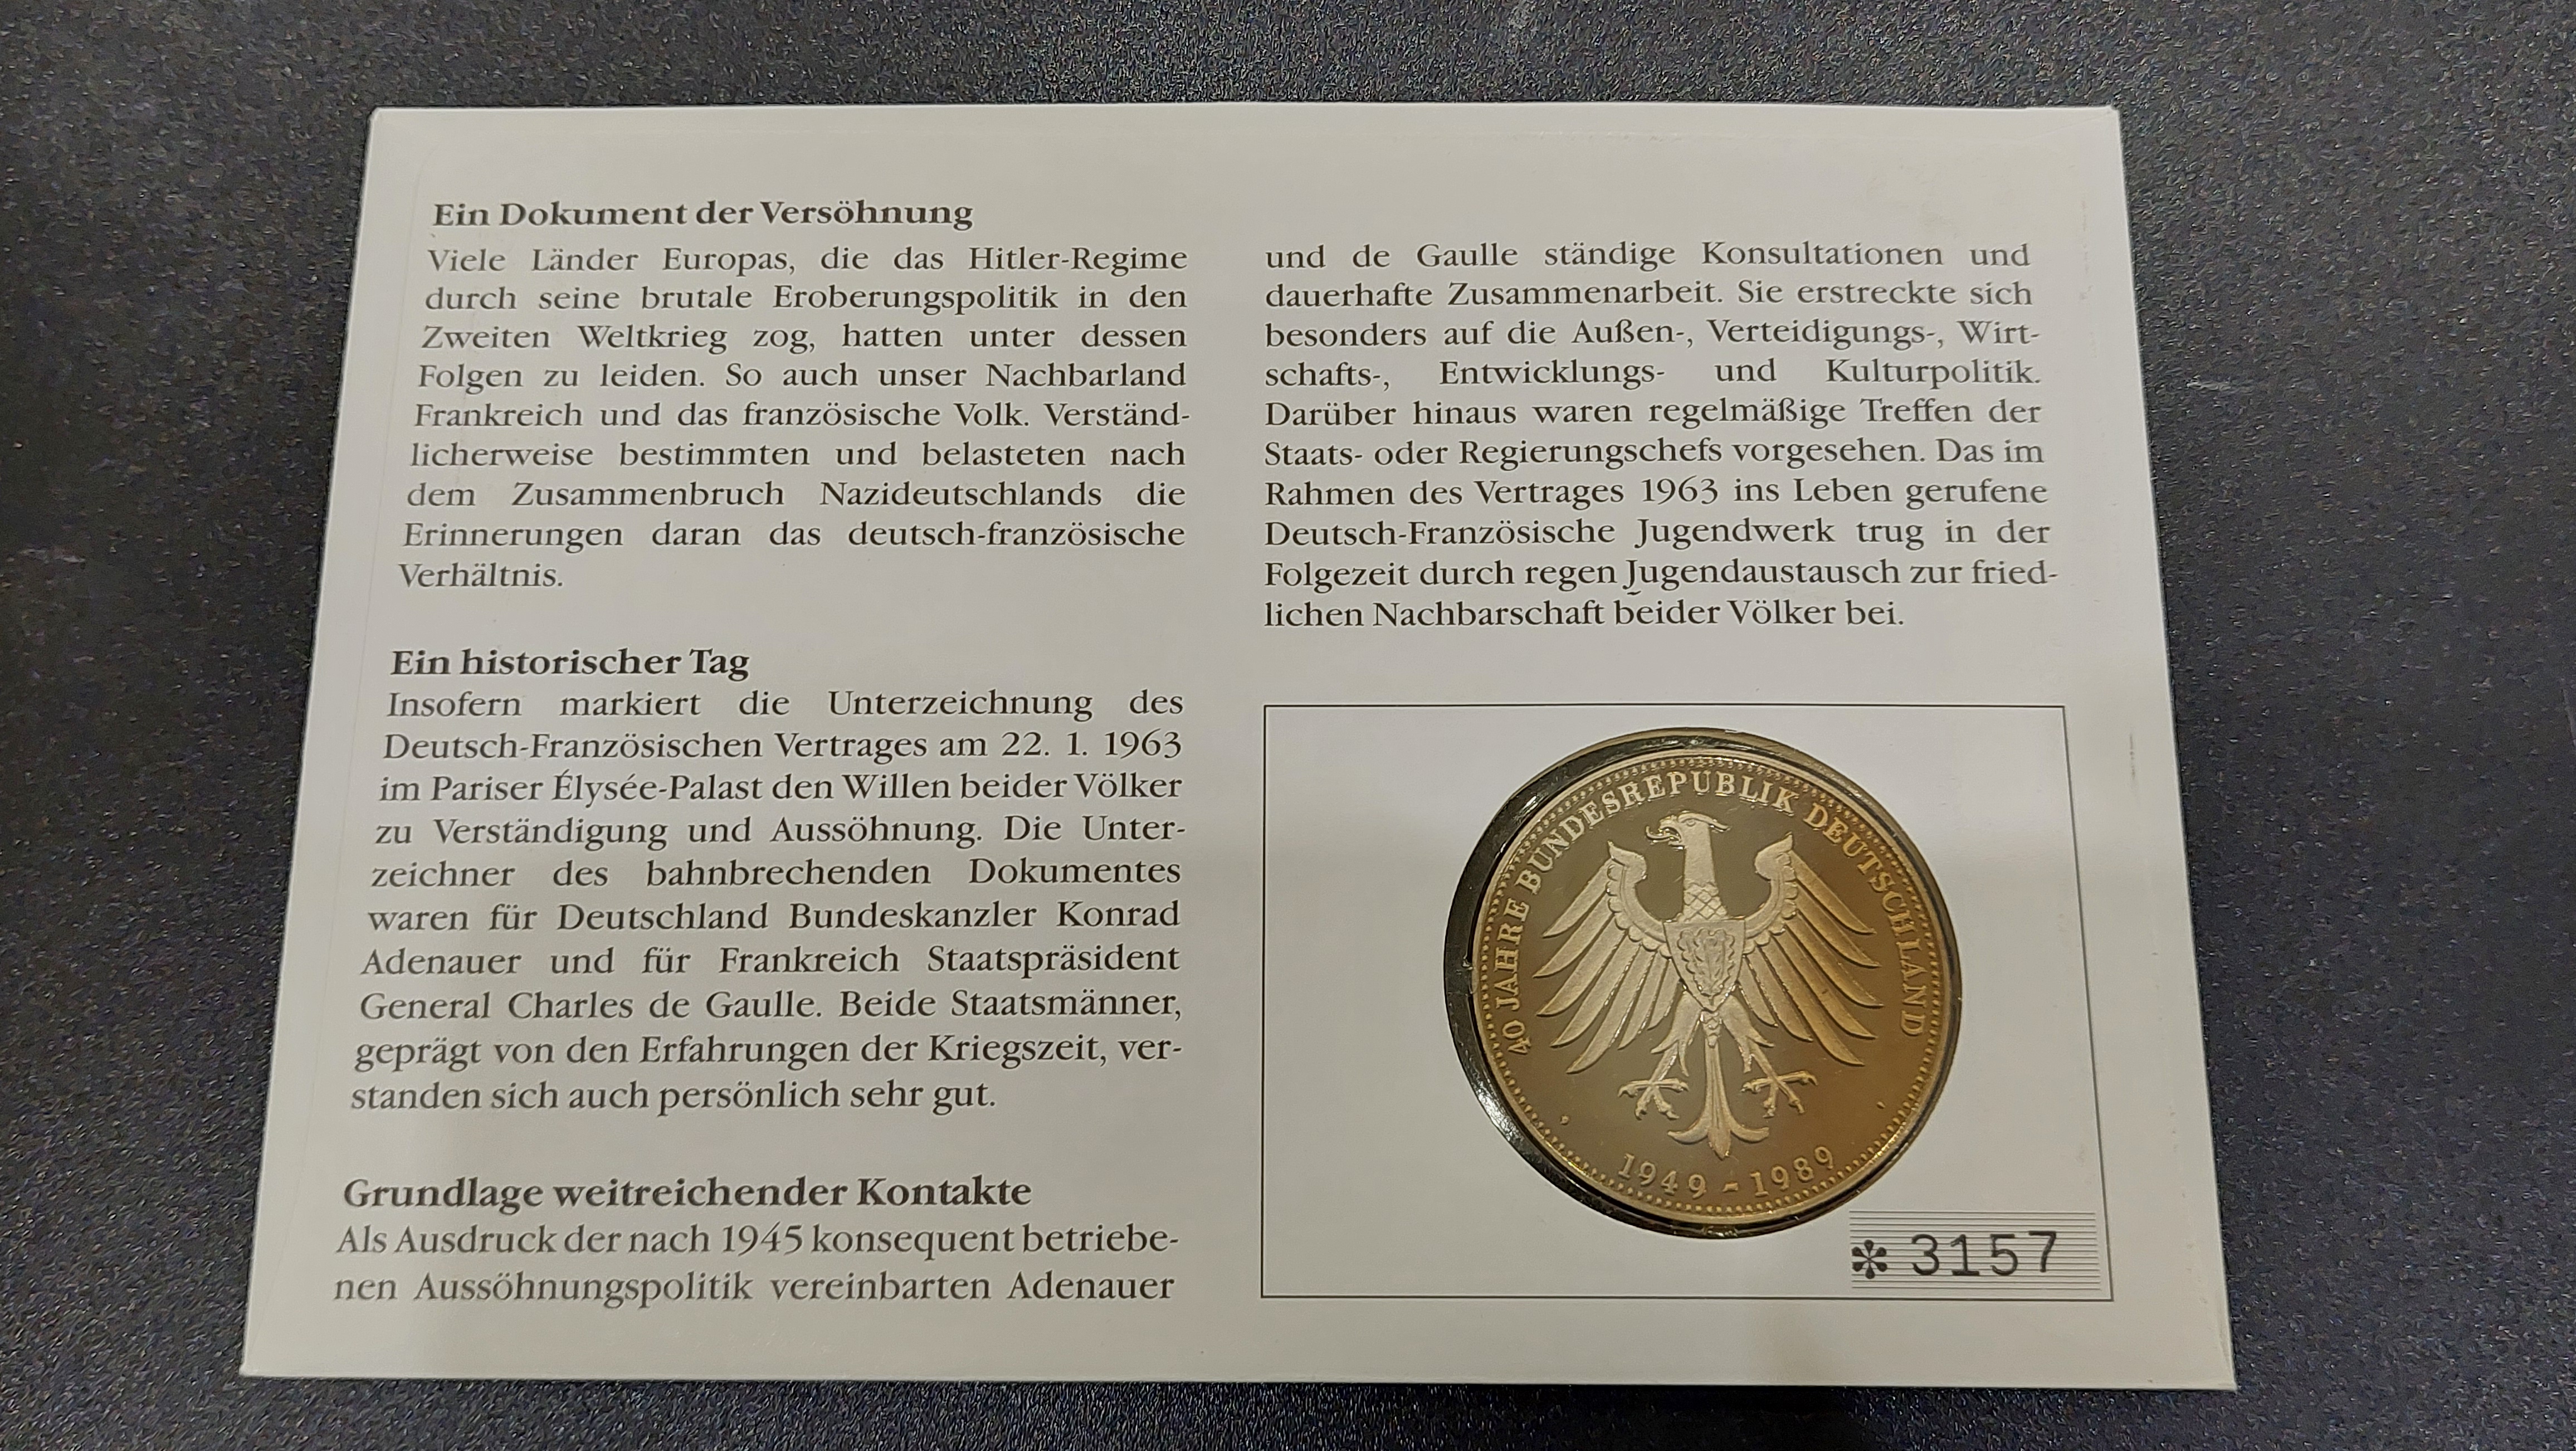 Ein Dokument der Versöhnung
Viele Länder Europas, die das Hitler-Regime
durch seine brutale Eroberungspolitik in den
Zweiten Weltkrieg zog, hatten unter dessen
Folgen zu leiden. So auch unser Nachbarland
Frankreich und das französische Volk. Verständ-
licherweise bestimmten und belasteten nach
dem Zusammenbruch Nazideutschlands die
Erinnerungen daran das deutsch-französische
Verhältnis.
Ein historischer Tag
Insofern markiert die Unterzeichnung des
Deutsch-Französischen Vertrages am 22. 1. 1963
im Pariser Élysée-Palast den Willen beider Völker
zu Verständigung und Aussöhnung. Die Unter-
zeichner des bahnbrechenden Dokumentes
waren für Deutschland Bundeskanzler Konrad
Adenauer und für Frankreich Staatspräsident
General Charles de Gaulle. Beide Staatsmänner,
geprägt von den Erfahrungen der Kriegszeit, ver-
standen sich auch persönlich sehr gut.
Grundlage weitreichender Kontakte
Als Ausdruck der nach 1945 konsequent betriebe-
nen Aussöhnungspolitik vereinbarten Adenauer
und de Gaulle ständige Konsultationen und
dauerhafte Zusammenarbeit. Sie erstreckte sich
besonders auf die Außen-, Verteidigungs-, Wirt-
schafts-, Entwicklungs- und Kulturpolitik.
Darüber hinaus waren regelmäßige Treffen der
Staats- oder Regierungschefs vorgesehen. Das im
Rahmen des Vertrages 1963 ins Leben gerufene
Deutsch-Französische Jugendwerk trug in der
Folgezeit durch regen Jugendaustausch zur fried-
lichen Nachbarschaft beider Völker bei.
40 JAHRE BUNDESREPUBLIK DEUTSCHLAND
1949 - 1989
* 3157